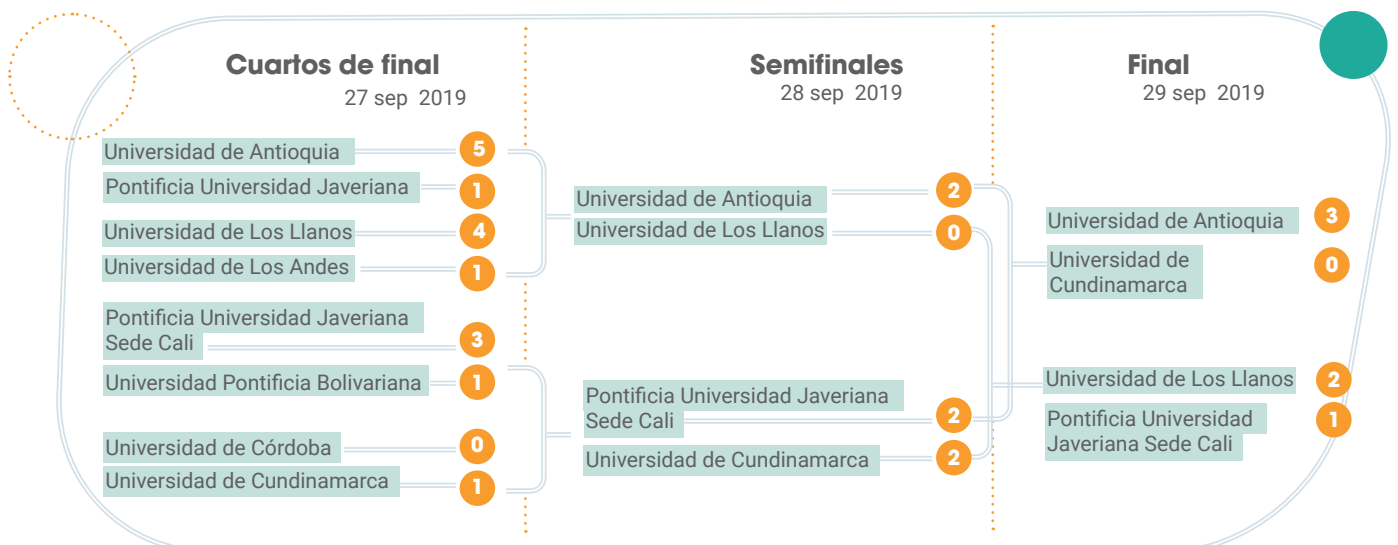 Cuartos de final
27 sep 2019
Universidad de Antioquia 5
Pontificia Universidad Javeriana 1
Universidad de Los Llanos 4
Universidad de Los Andes 1
Pontificia Universidad Javeriana
Sede Cali 3
Universidad Pontificia Bolivariana 1
Universidad de Córdoba 0
Universidad de Cundinamarca 1
Semifinales
28 sep 2019
Universidad de Antioquia 2
Universidad de Los Llanos 0
Pontificia Universidad Javeriana
Sede Cali 2
Universidad de Cundinamarca 2
Final
29 sep 2019
Universidad de Antioquia 3
Universidad de
Cundinamarca 0
Universidad de Los Llanos 2
Pontificia Universidad
Javeriana Sede Cali 1